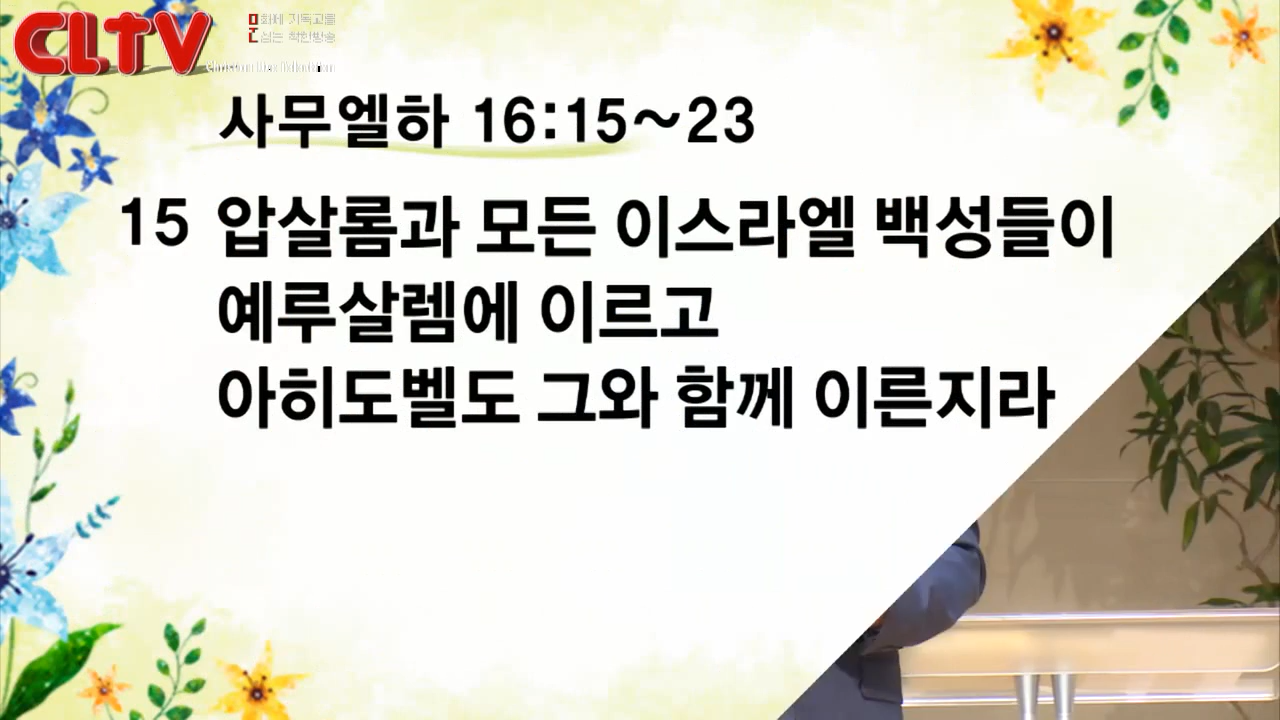 CLTV
사무엘하 16:15~23
15 압살롬과 모든 이스라엘 백성들이
예루살렘에 이르고
아히도벨도 그와 함께 이른지라